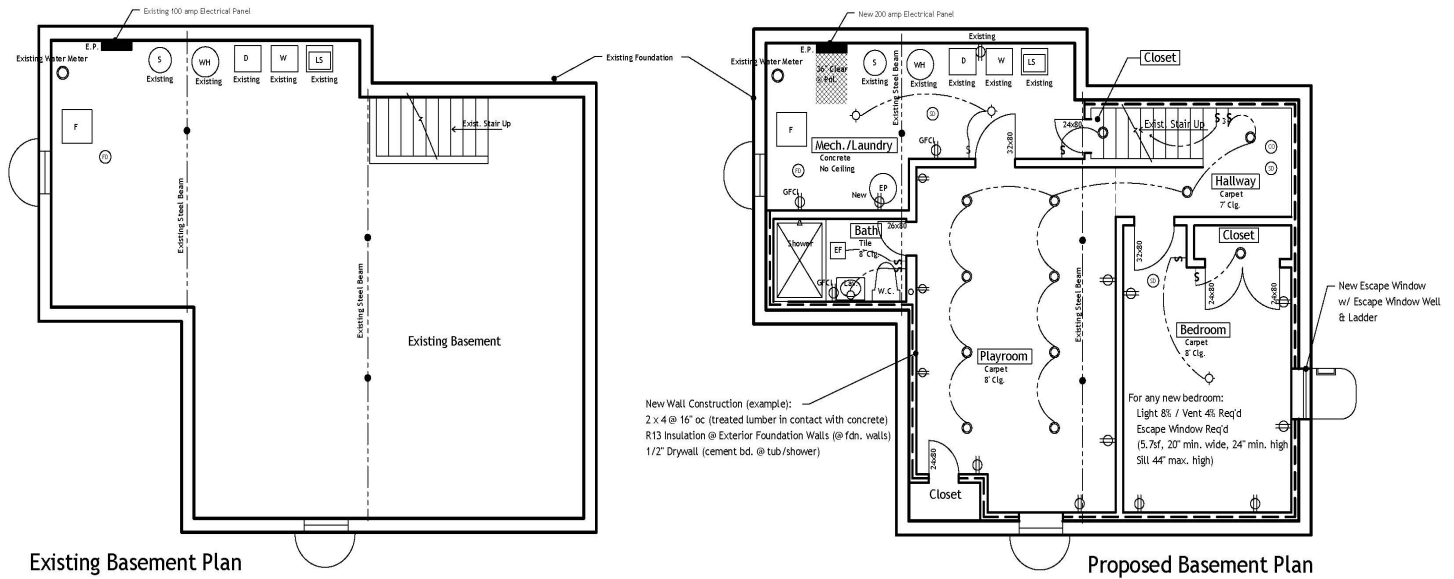 Existing 100 amp Electrical Panel
E.P.
Existing Water Meter
S
Existing
WH
Existing
D
Existing
W
Existing
LS
Existing
F
FD
Exist. Stair Up
Existing Steel Beam
Existing Steel Beam
Existing Basement
Existing Foundation
Existing Basement Plan
New 200 amp Electrical Panel
E.P.
Existing Water Meter
36" Clear
S
Existing
WH
Existing
Existing
D
Existing
W
Existing
LS
Existing
Existing Steel Beam
F
SD
FD
Mech./Laundry
Concrete
No Ceiling
GFCI
GFCI
New
EP
S
32x80
24x80
S
Closet
Exist. Stair Up
S
3
S
CO
SD
Hallway
Carpet
7' Clg.
Shower
EF
Bath
Tile
8' Clg.
26x80
S
GFCI
Lav
W.C.
32x80
Closet
S
S
SD
24x80
24x80
Existing Steel Beam
Playroom
Carpet
8' Clg.
Bedroom
Carpet
8' Clg.
For any new bedroom:
Light 8% / Vent 4% Req'd
Escape Window Req'd
(5.7sf, 20" min. wide, 24" min. high
Sill 44" max. high)
New Escape Window
w/ Escape Window Well
& Ladder
New Wall Construction (example):
2 x 4 @ 16" oc (treated lumber in contact with concrete)
R13 Insulation @ Exterior Foundation Walls (@ fdn. walls)
1/2" Drywall (cement bd. @ tub/shower)
24x80
Closet
Proposed Basement Plan